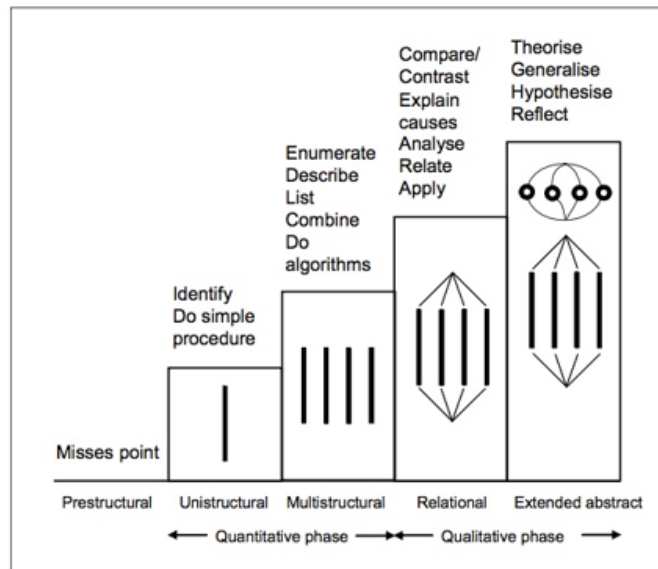 Misses point
Identify
Do simple
procedure
Enumerate
Describe
List
Combine
Do
algorithms
Compare/
Contrast
Explain
causes
Analyse
Relate
Apply
Theorise
Generalise
Hypothesise
Reflect
Prestructural
Unistructural
Multistructural
Relational
Extended abstract
Quantitative phase
Qualitative phase